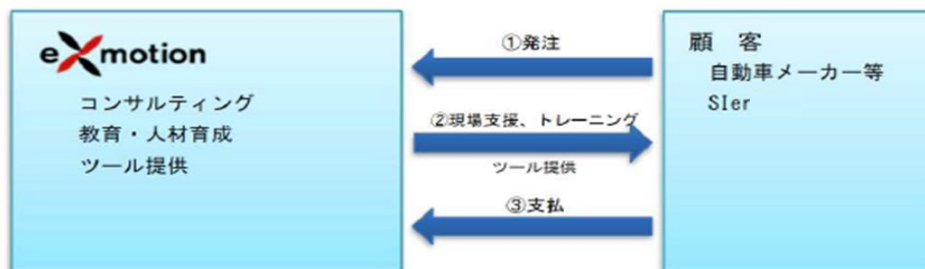 eXmotion
コンサルティング
教育・人材育成
ツール提供
①発注
②現場支援、トレーニング
ツール提供
③支払
顧　客
自動車メーカー等
SIer